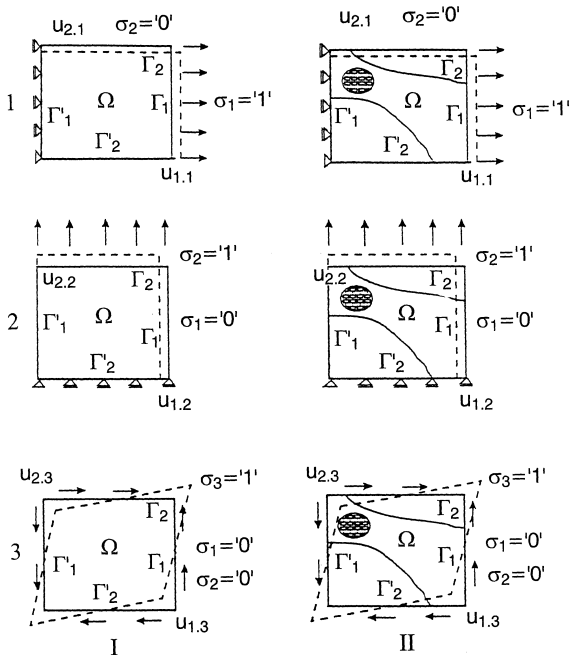 u₂.₁ σ₂='0' u₂.₁ σ₂='0'
Γ₂ Γ₂
1 Γ'₁ Ω Γ₁ σ₁='1' Γ'₁ Ω Γ₁ σ₁='1'
Γ'₂ Γ'₂
u₁.₁ u₁.₁
σ₂='1' σ₂='1'
u₂.₂ Γ₂ u₂.₂ Γ₂
2 Γ'₁ Ω Γ₁ σ₁='0' Γ'₁ Ω Γ₁ σ₁='0'
Γ'₂ Γ'₂
u₁.₂ u₁.₂
u₂.₃ σ₃='1' u₂.₃ σ₃='1'
Γ₂ Γ₂
3 Ω σ₁='0' Ω σ₁='0'
Γ'₁ Γ₁ Γ'₁ Γ₁
Γ'₂ σ₂='0' Γ'₂ σ₂='0'
u₁.₃ u₁.₃
I II